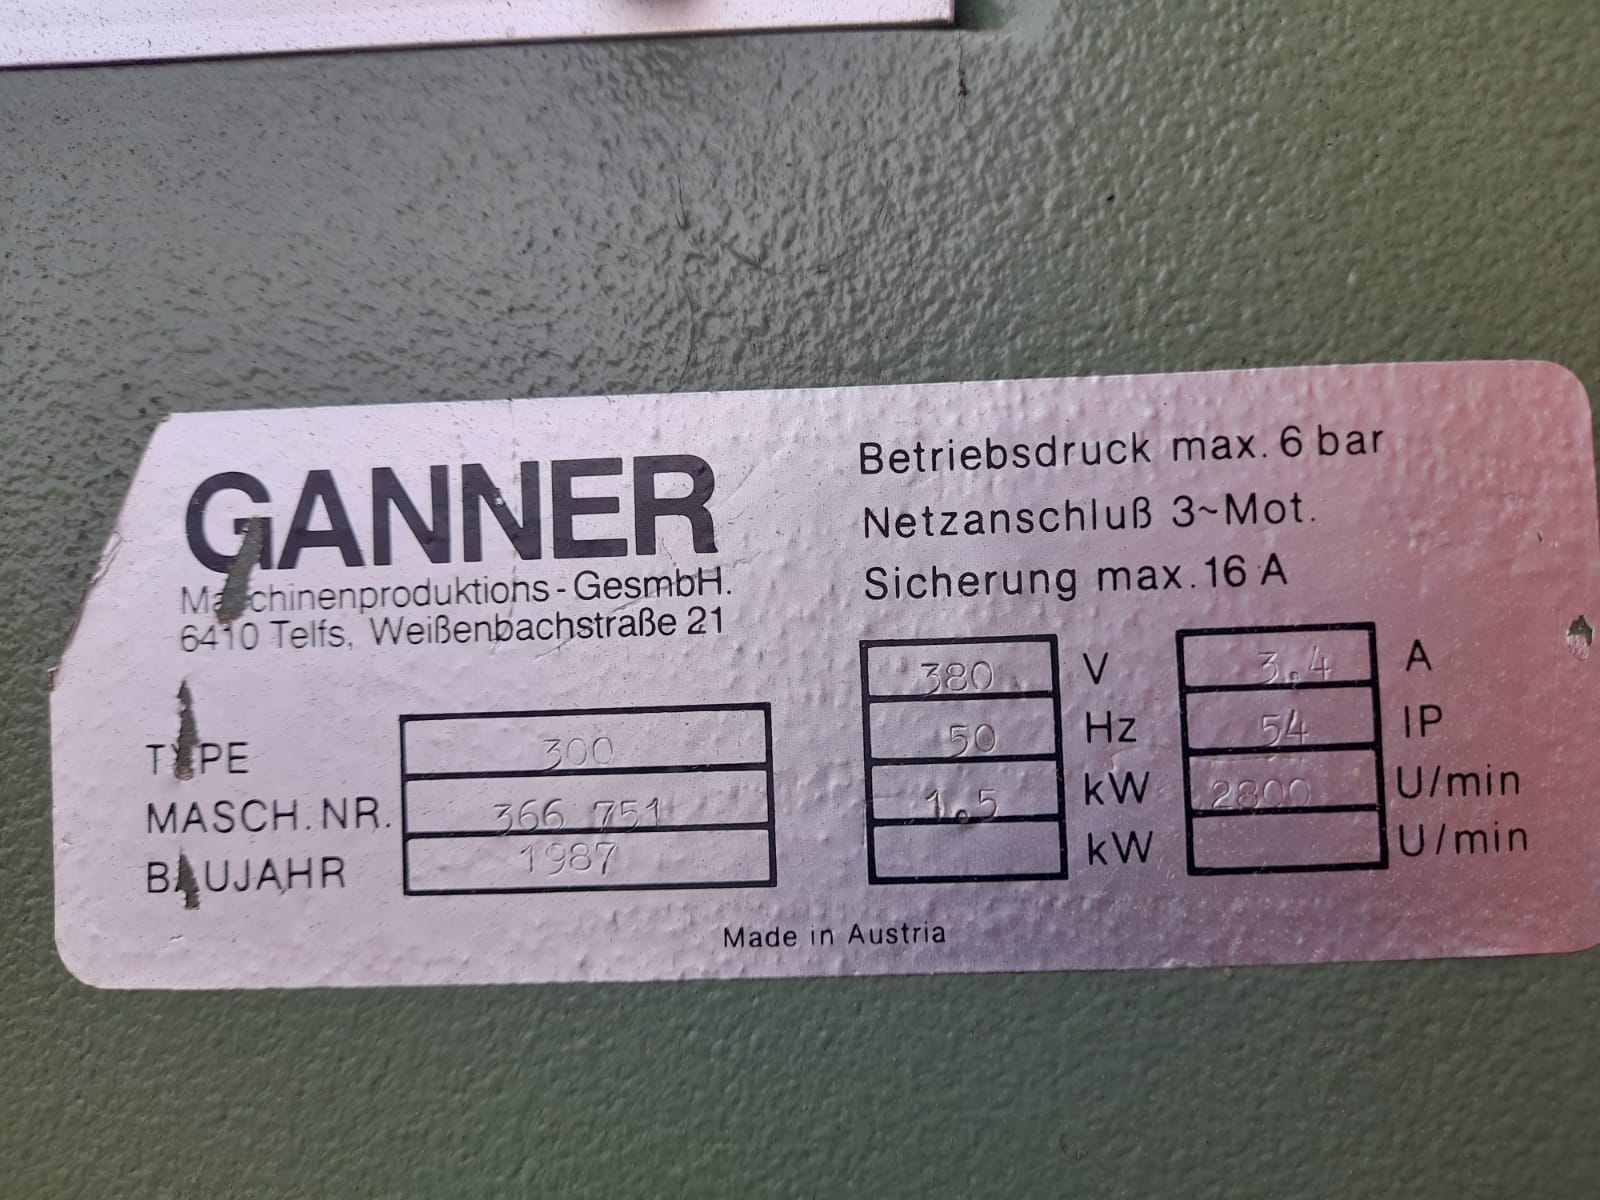 GANNER
Maschinenproduktions-GesmbH.
6410 Telfs, Weißenbachstraße 21
TYPE 300
MASCH.NR. 366 751
BAUJAHR 1987
Betriebsdruck max. 6 bar
Netzanschluß 3~Mot.
Sicherung max. 16 A
380 V 3.4 A
50 Hz 54 IP
1.5 kW 2800 U/min
kW U/min
Made in Austria